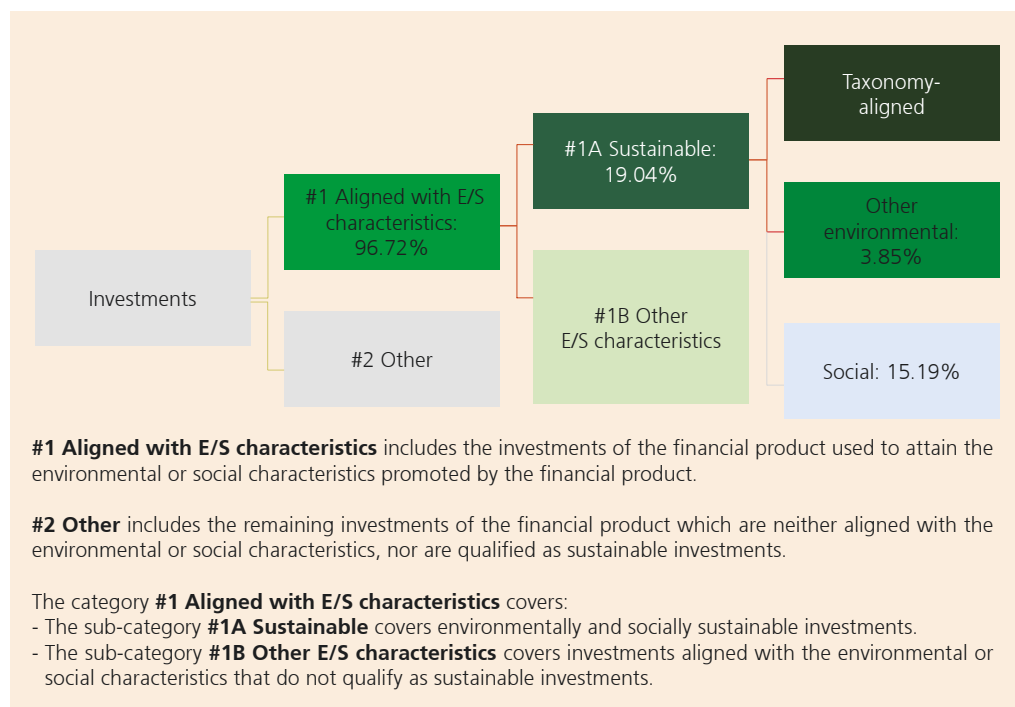 Taxonomy-
aligned
#1A Sustainable:
19.04%
#1 Aligned with E/S
characteristics:
96.72%
Other
environmental:
3.85%
Investments
#1B Other
E/S characteristics
#2 Other
Social: 15.19%
#1 Aligned with E/S characteristics includes the investments of the financial product used to attain the
environmental or social characteristics promoted by the financial product.
#2 Other includes the remaining investments of the financial product which are neither aligned with the
environmental or social characteristics, nor are qualified as sustainable investments.
The category #1 Aligned with E/S characteristics covers:
- The sub-category #1A Sustainable covers environmentally and socially sustainable investments.
- The sub-category #1B Other E/S characteristics covers investments aligned with the environmental or
social characteristics that do not qualify as sustainable investments.